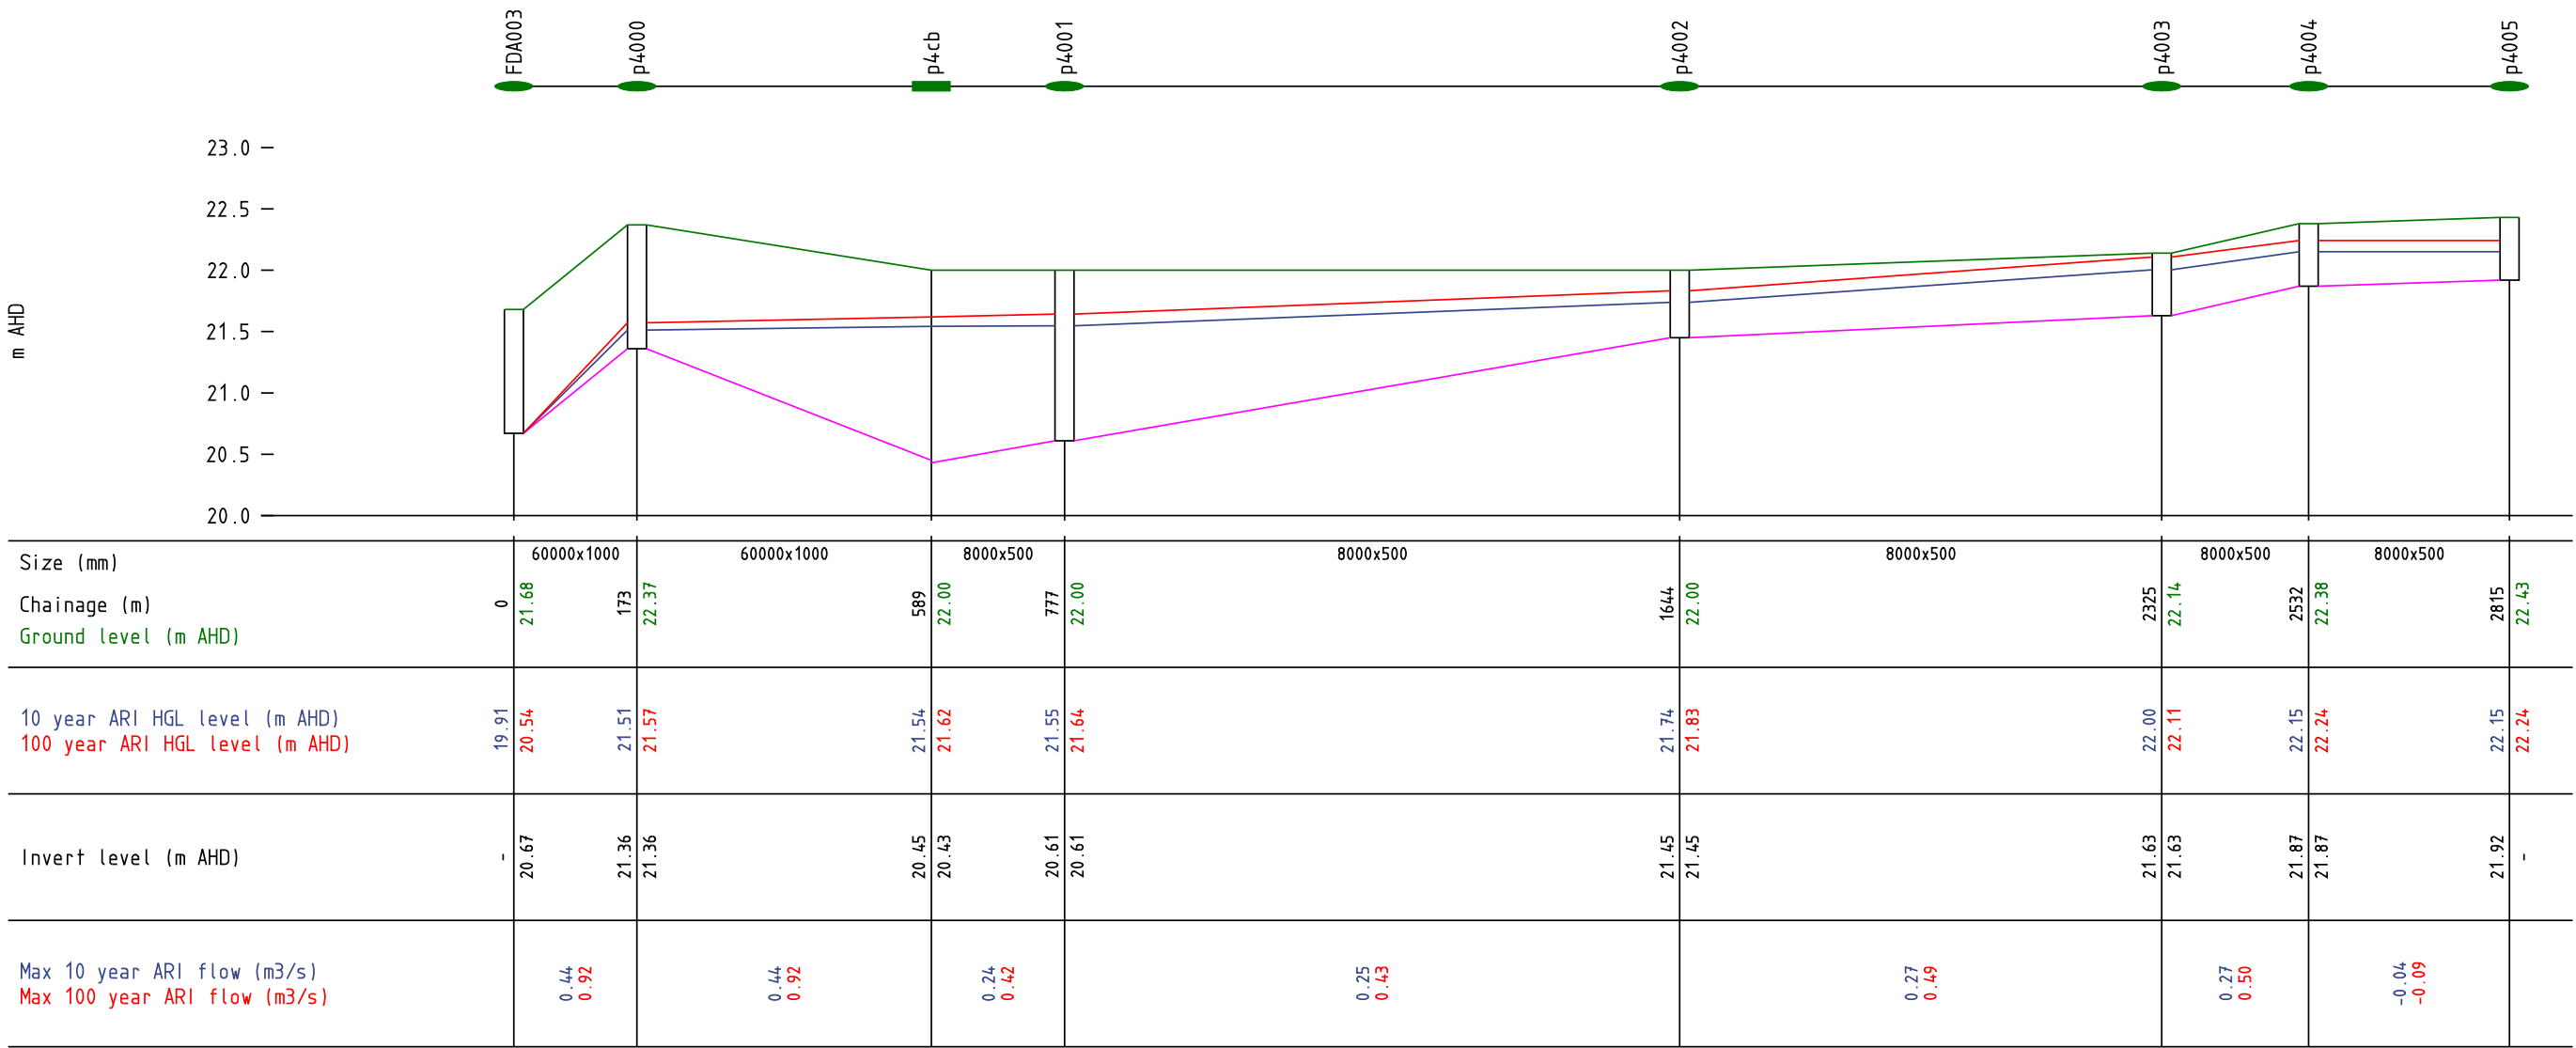 FDA003 p4000 p4cb p4001 p4002 p4003 p4004 p4005
23.0
22.5
22.0
21.5
21.0
20.5
20.0
m AHD
Size (mm) 60000x1000 60000x1000 8000x500 8000x500 8000x500 8000x500 8000x500
Chainage (m) 0 173 589 777 1644 2325 2532 2815
Ground level (m AHD) 21.68 22.37 22.00 22.00 22.00 22.14 22.38 22.43
10 year ARI HGL level (m AHD) 19.91 21.51 21.54 21.55 21.74 22.00 22.15 22.15
100 year ARI HGL level (m AHD) 20.54 21.57 21.62 21.64 21.83 22.11 22.24 22.24
Invert level (m AHD) - 20.67 21.36 21.36 20.45 20.43 20.61 20.61 21.45 21.45 21.63 21.63 21.87 21.87 21.92 -
Max 10 year ARI flow (m3/s) 0.44 0.44 0.24 0.25 0.27 0.27 -0.04
Max 100 year ARI flow (m3/s) 0.92 0.92 0.42 0.43 0.49 0.50 -0.09